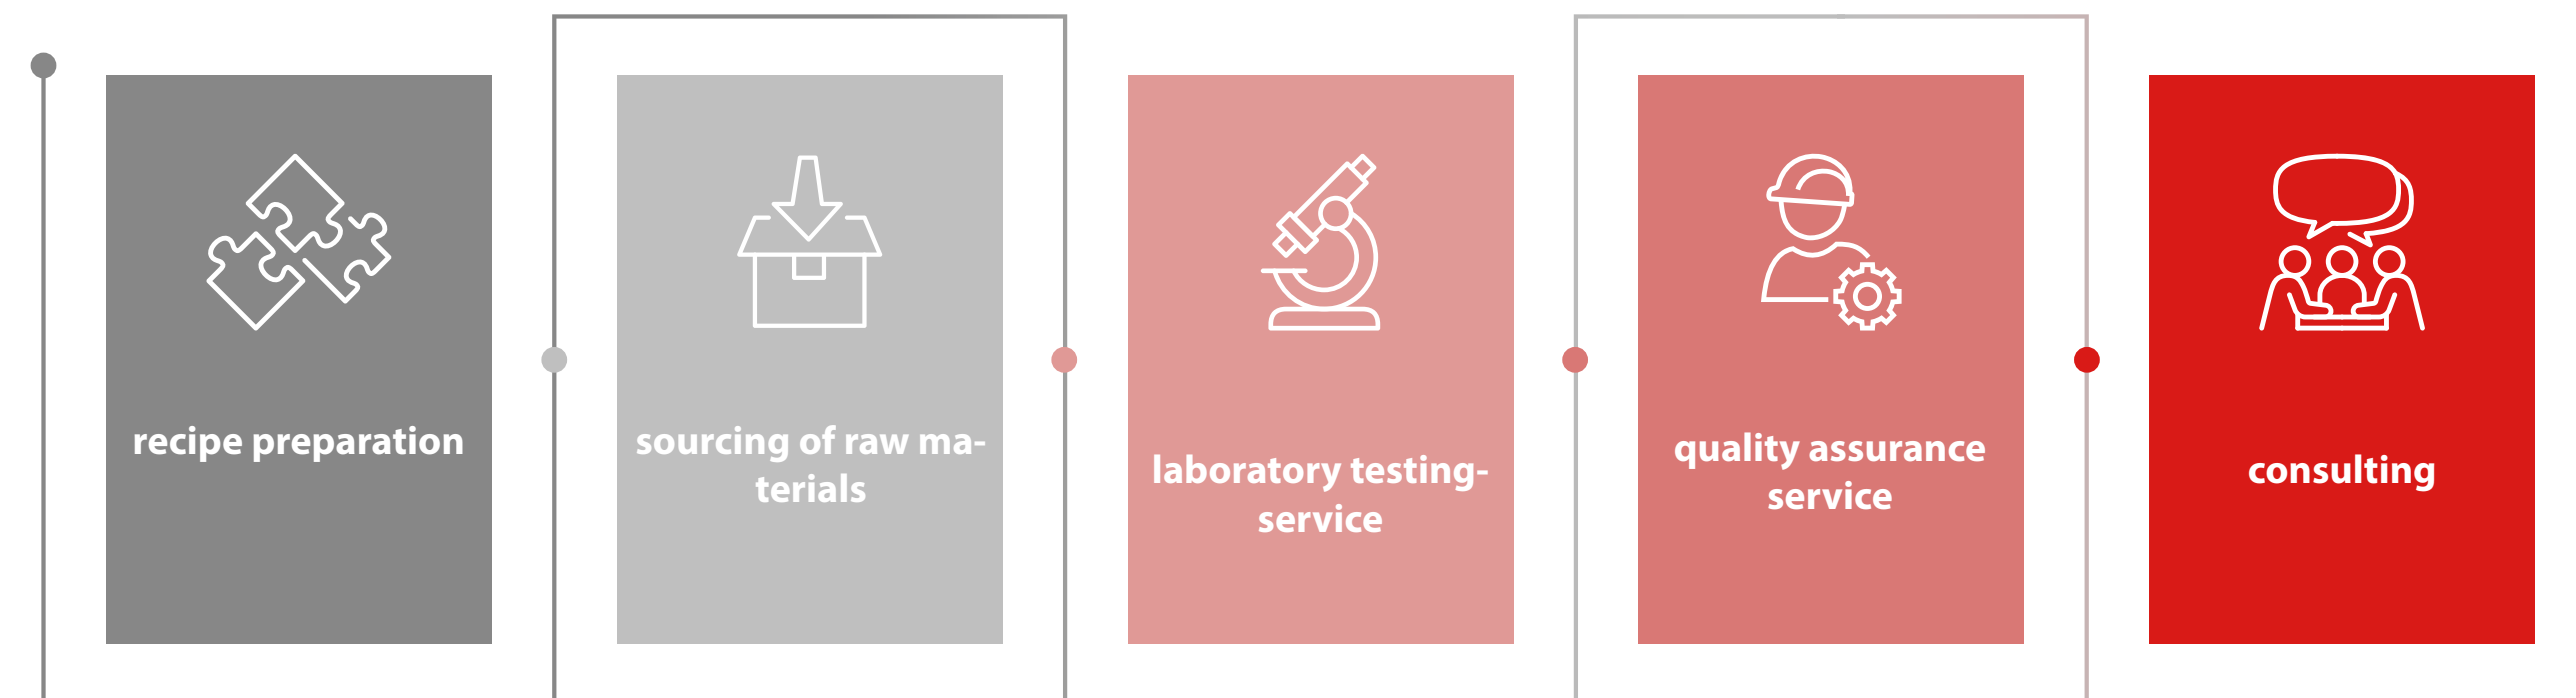 recipe preparation
sourcing of raw ma-
terials
laboratory testing-
service
quality assurance
service
consulting